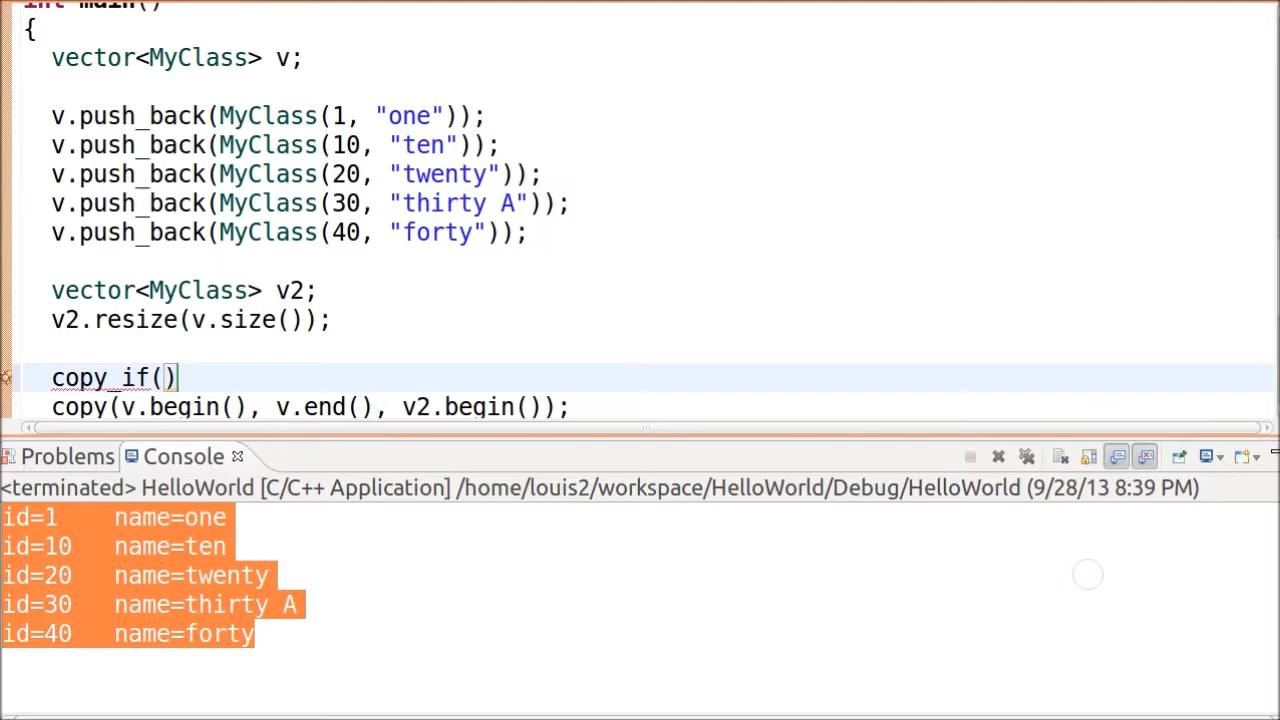 int main()
{
vector<MyClass> v;
v.push_back(MyClass(1, "one"));
v.push_back(MyClass(10, "ten"));
v.push_back(MyClass(20, "twenty"));
v.push_back(MyClass(30, "thirty A"));
v.push_back(MyClass(40, "forty"));
vector<MyClass> v2;
v2.resize(v.size());
copy_if()
copy(v.begin(), v.end(), v2.begin());
Problems Console
<terminated> HelloWorld [C/C++ Application] /home/louis2/workspace/HelloWorld/Debug/HelloWorld (9/28/13 8:39 PM)
id=1 name=one
id=10 name=ten
id=20 name=twenty
id=30 name=thirty A
id=40 name=forty